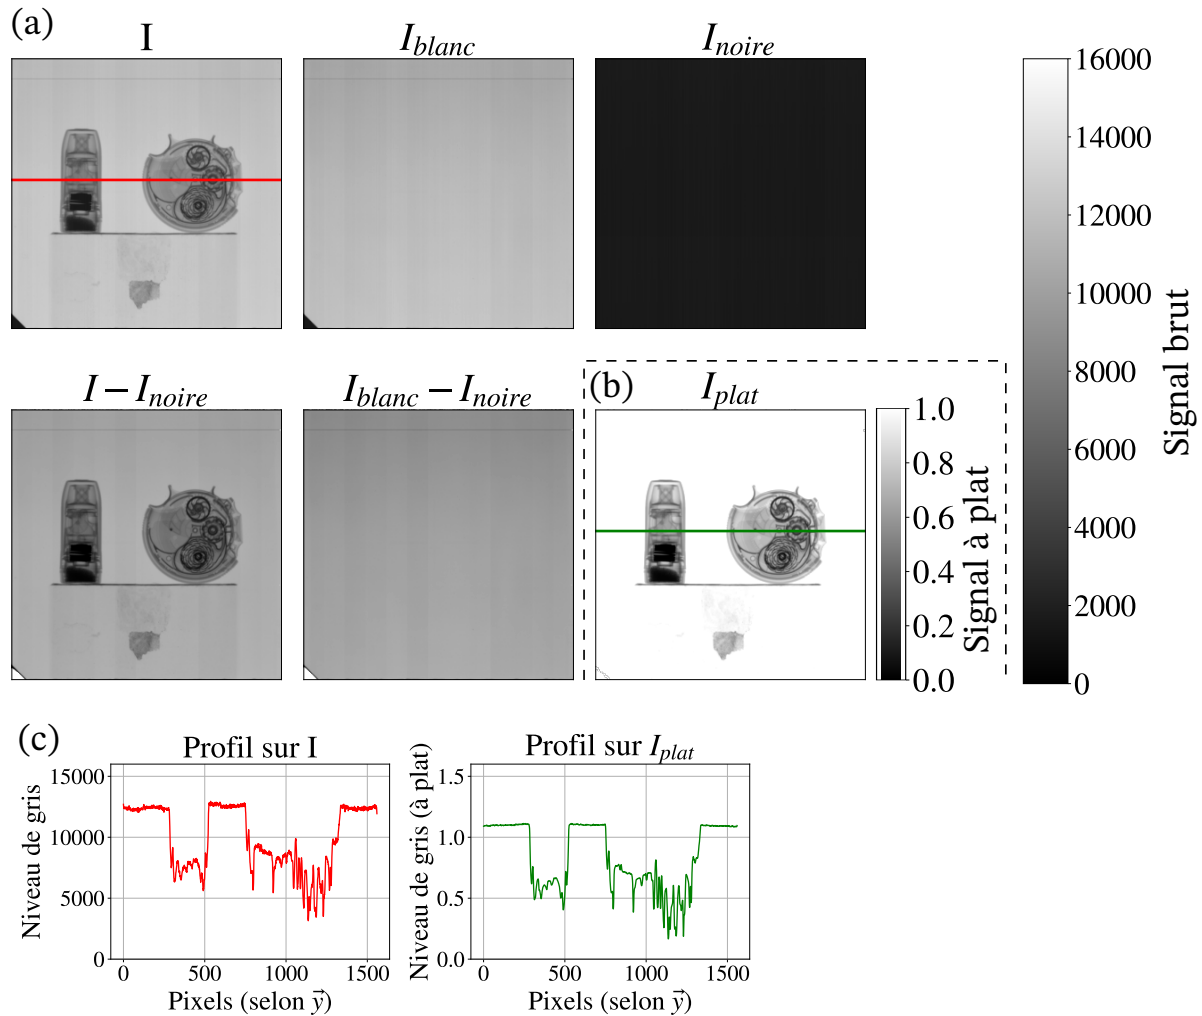 (a)
I
I_blanc
I_noire
16000
14000
12000
10000
8000
6000
4000
2000
0
Signal brut
I − I_noire
I_blanc − I_noire
(b)
I_plat
1.0
0.8
0.6
0.4
0.2
0.0
Signal à plat
(c)
Profil sur I
15000
10000
5000
0
Niveau de gris
0 500 1000 1500
Pixels (selon y⃗)
Profil sur I_plat
1.5
1.0
0.5
0.0
Niveau de gris (à plat)
0 500 1000 1500
Pixels (selon y⃗)